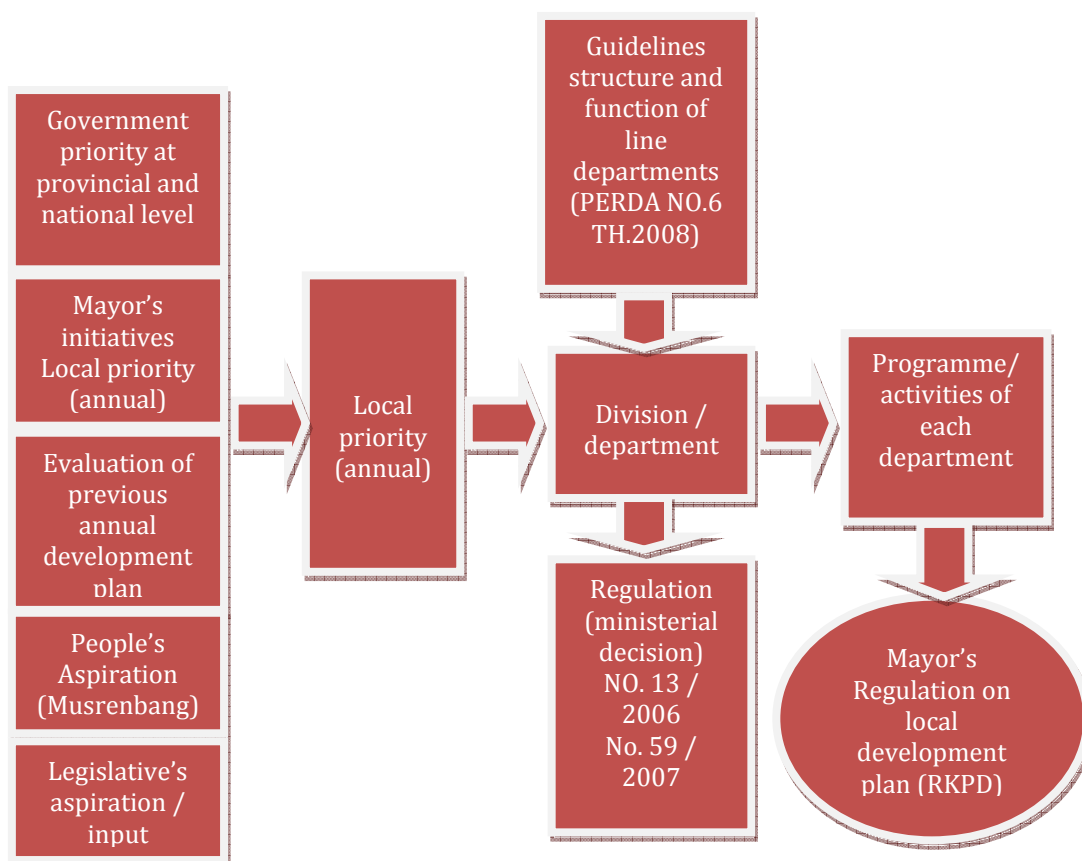 Government
priority at
provincial and
national level
Mayor’s
initiatives
Local priority
(annual)
Evaluation of
previous
annual
development
plan
People’s
Aspiration
(Musrenbang)
Legislative’s
aspiration /
input
Local
priority
(annual)
Guidelines
structure and
function of
line
departments
(PERDA NO.6
TH.2008)
Division /
department
Regulation
(ministerial
decision)
NO. 13 /
2006
No. 59 /
2007
Programme/
activities of
each
department
Mayor’s
Regulation on
local
development
plan (RKPD)